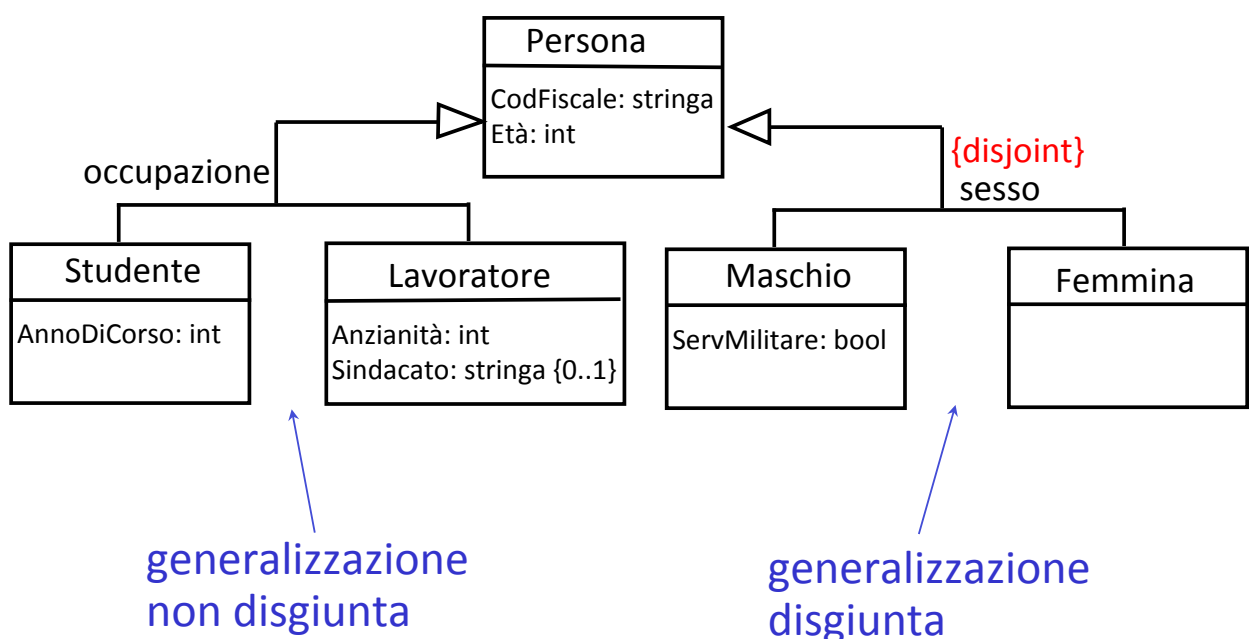 Persona
CodFiscale: stringa
Età: int
occupazione
{disjoint}
sesso
Studente
AnnoDiCorso: int
Lavoratore
Anzianità: int
Sindacato: stringa {0..1}
Maschio
ServMilitare: bool
Femmina
generalizzazione
non disgiunta
generalizzazione
disgiunta